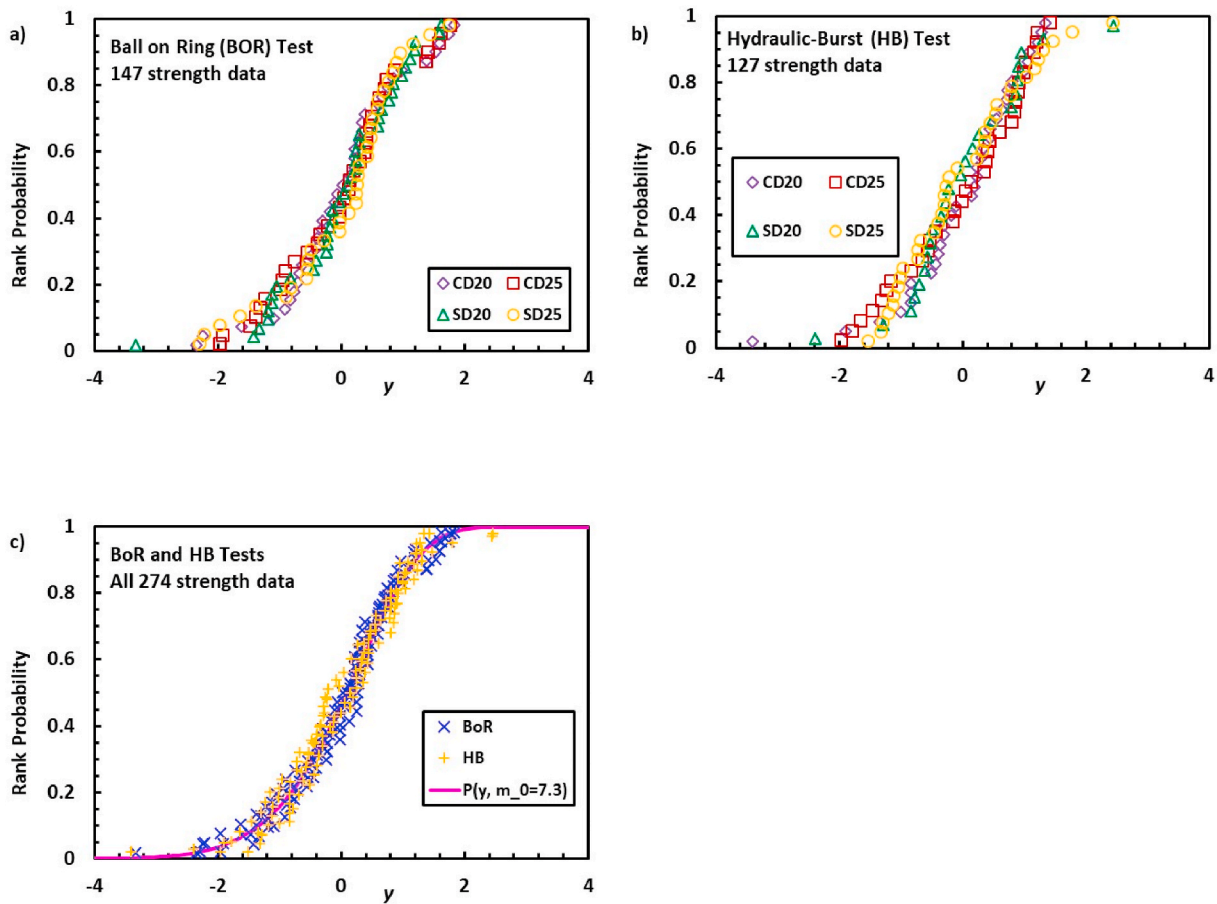 a)
Ball on Ring (BOR) Test
147 strength data
Rank Probability
1
0.8
0.6
0.4
0.2
0
-4
-2
0
2
4
y
CD20
CD25
SD20
SD25
b)
Hydraulic-Burst (HB) Test
127 strength data
Rank Probability
1
0.8
0.6
0.4
0.2
0
-4
-2
0
2
4
y
CD20
CD25
SD20
SD25
c)
BoR and HB Tests
All 274 strength data
Rank Probability
1
0.8
0.6
0.4
0.2
0
-4
-2
0
2
4
y
BoR
HB
P(y, m_0=7.3)